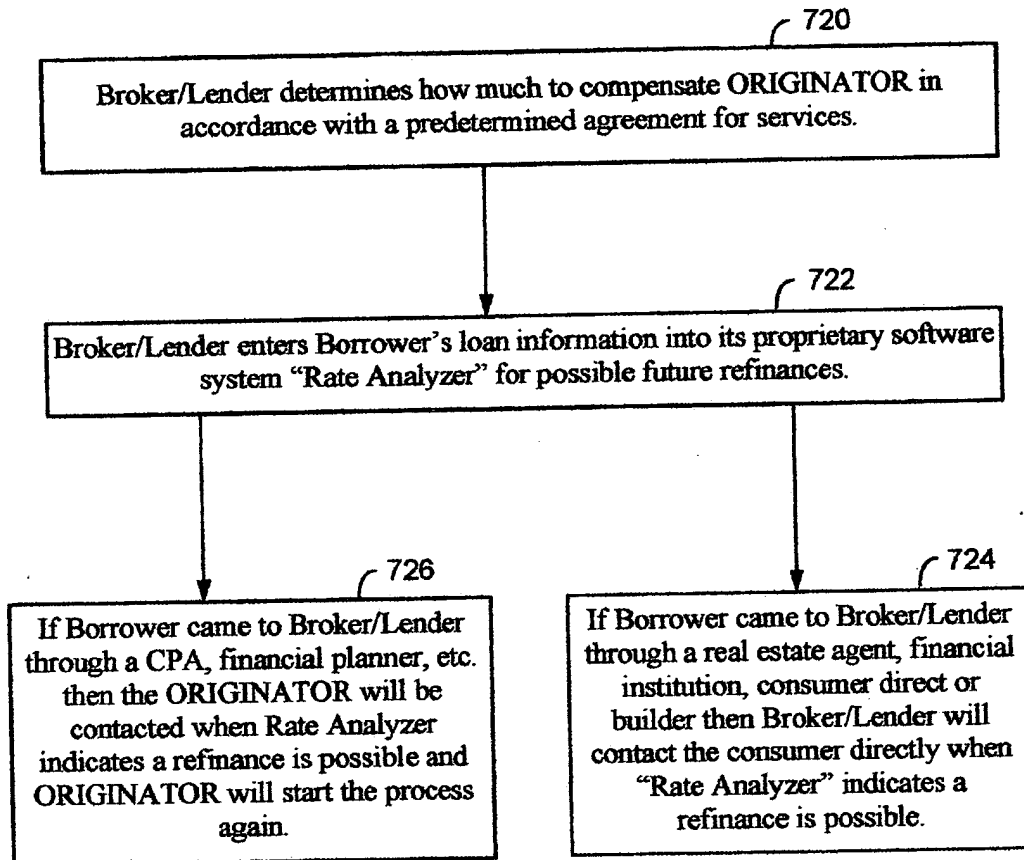 720
Broker/Lender determines how much to compensate ORIGINATOR in
accordance with a predetermined agreement for services.
722
Broker/Lender enters Borrower's loan information into its proprietary software
system “Rate Analyzer” for possible future refinances.
726
If Borrower came to Broker/Lender
through a CPA, financial planner, etc.
then the ORIGINATOR will be
contacted when Rate Analyzer
indicates a refinance is possible and
ORIGINATOR will start the process
again.
724
If Borrower came to Broker/Lender
through a real estate agent, financial
institution, consumer direct or
builder then Broker/Lender will
contact the consumer directly when
“Rate Analyzer” indicates a
refinance is possible.